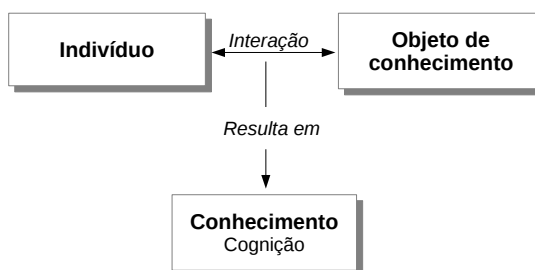 Indivíduo
Interação
Objeto de
conhecimento
Resulta em
Conhecimento
Cognição